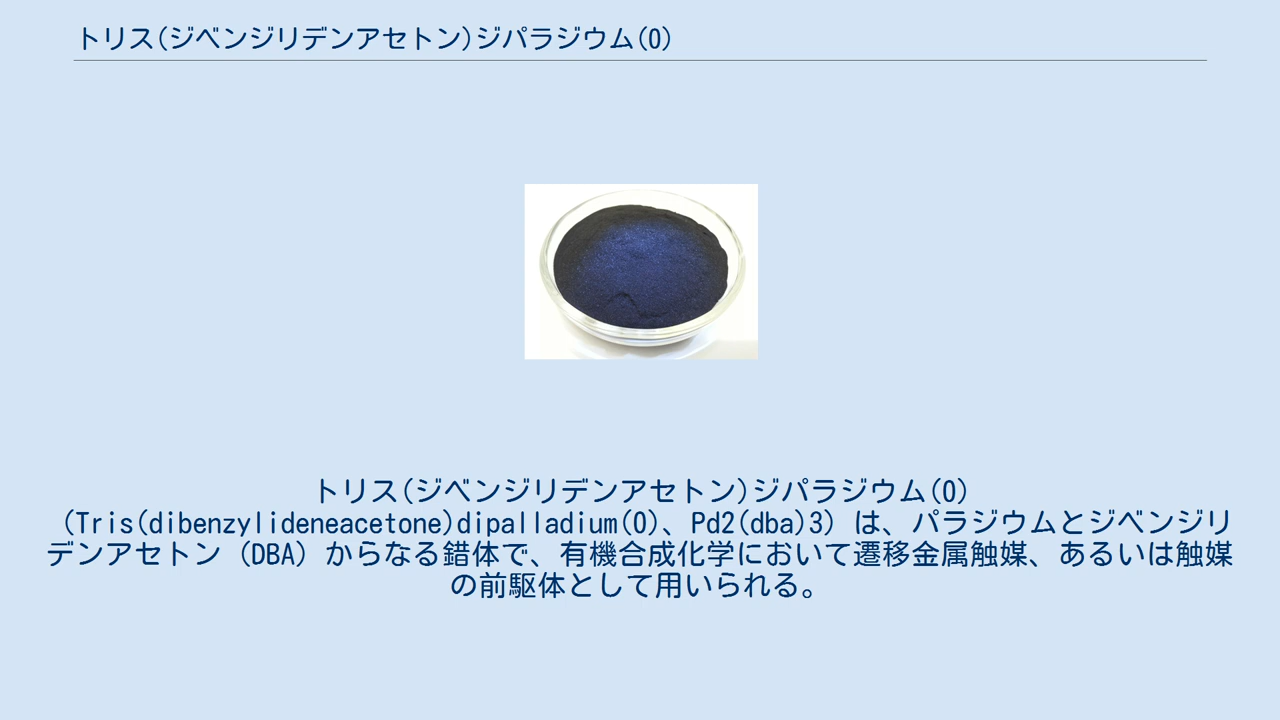 トリス(ジベンジリデンアセトン)ジパラジウム(0)
トリス(ジベンジリデンアセトン)ジパラジウム(0)
（Tris(dibenzylideneacetone)dipalladium(0)、Pd2(dba)3）は、パラジウムとジベンジリ
デンアセトン（DBA）からなる錯体で、有機合成化学において遷移金属触媒、あるいは触媒
の前駆体として用いられる。